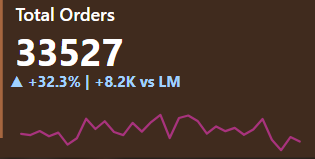 Total Orders
33527
▲ +32.3% | +8.2K vs LM